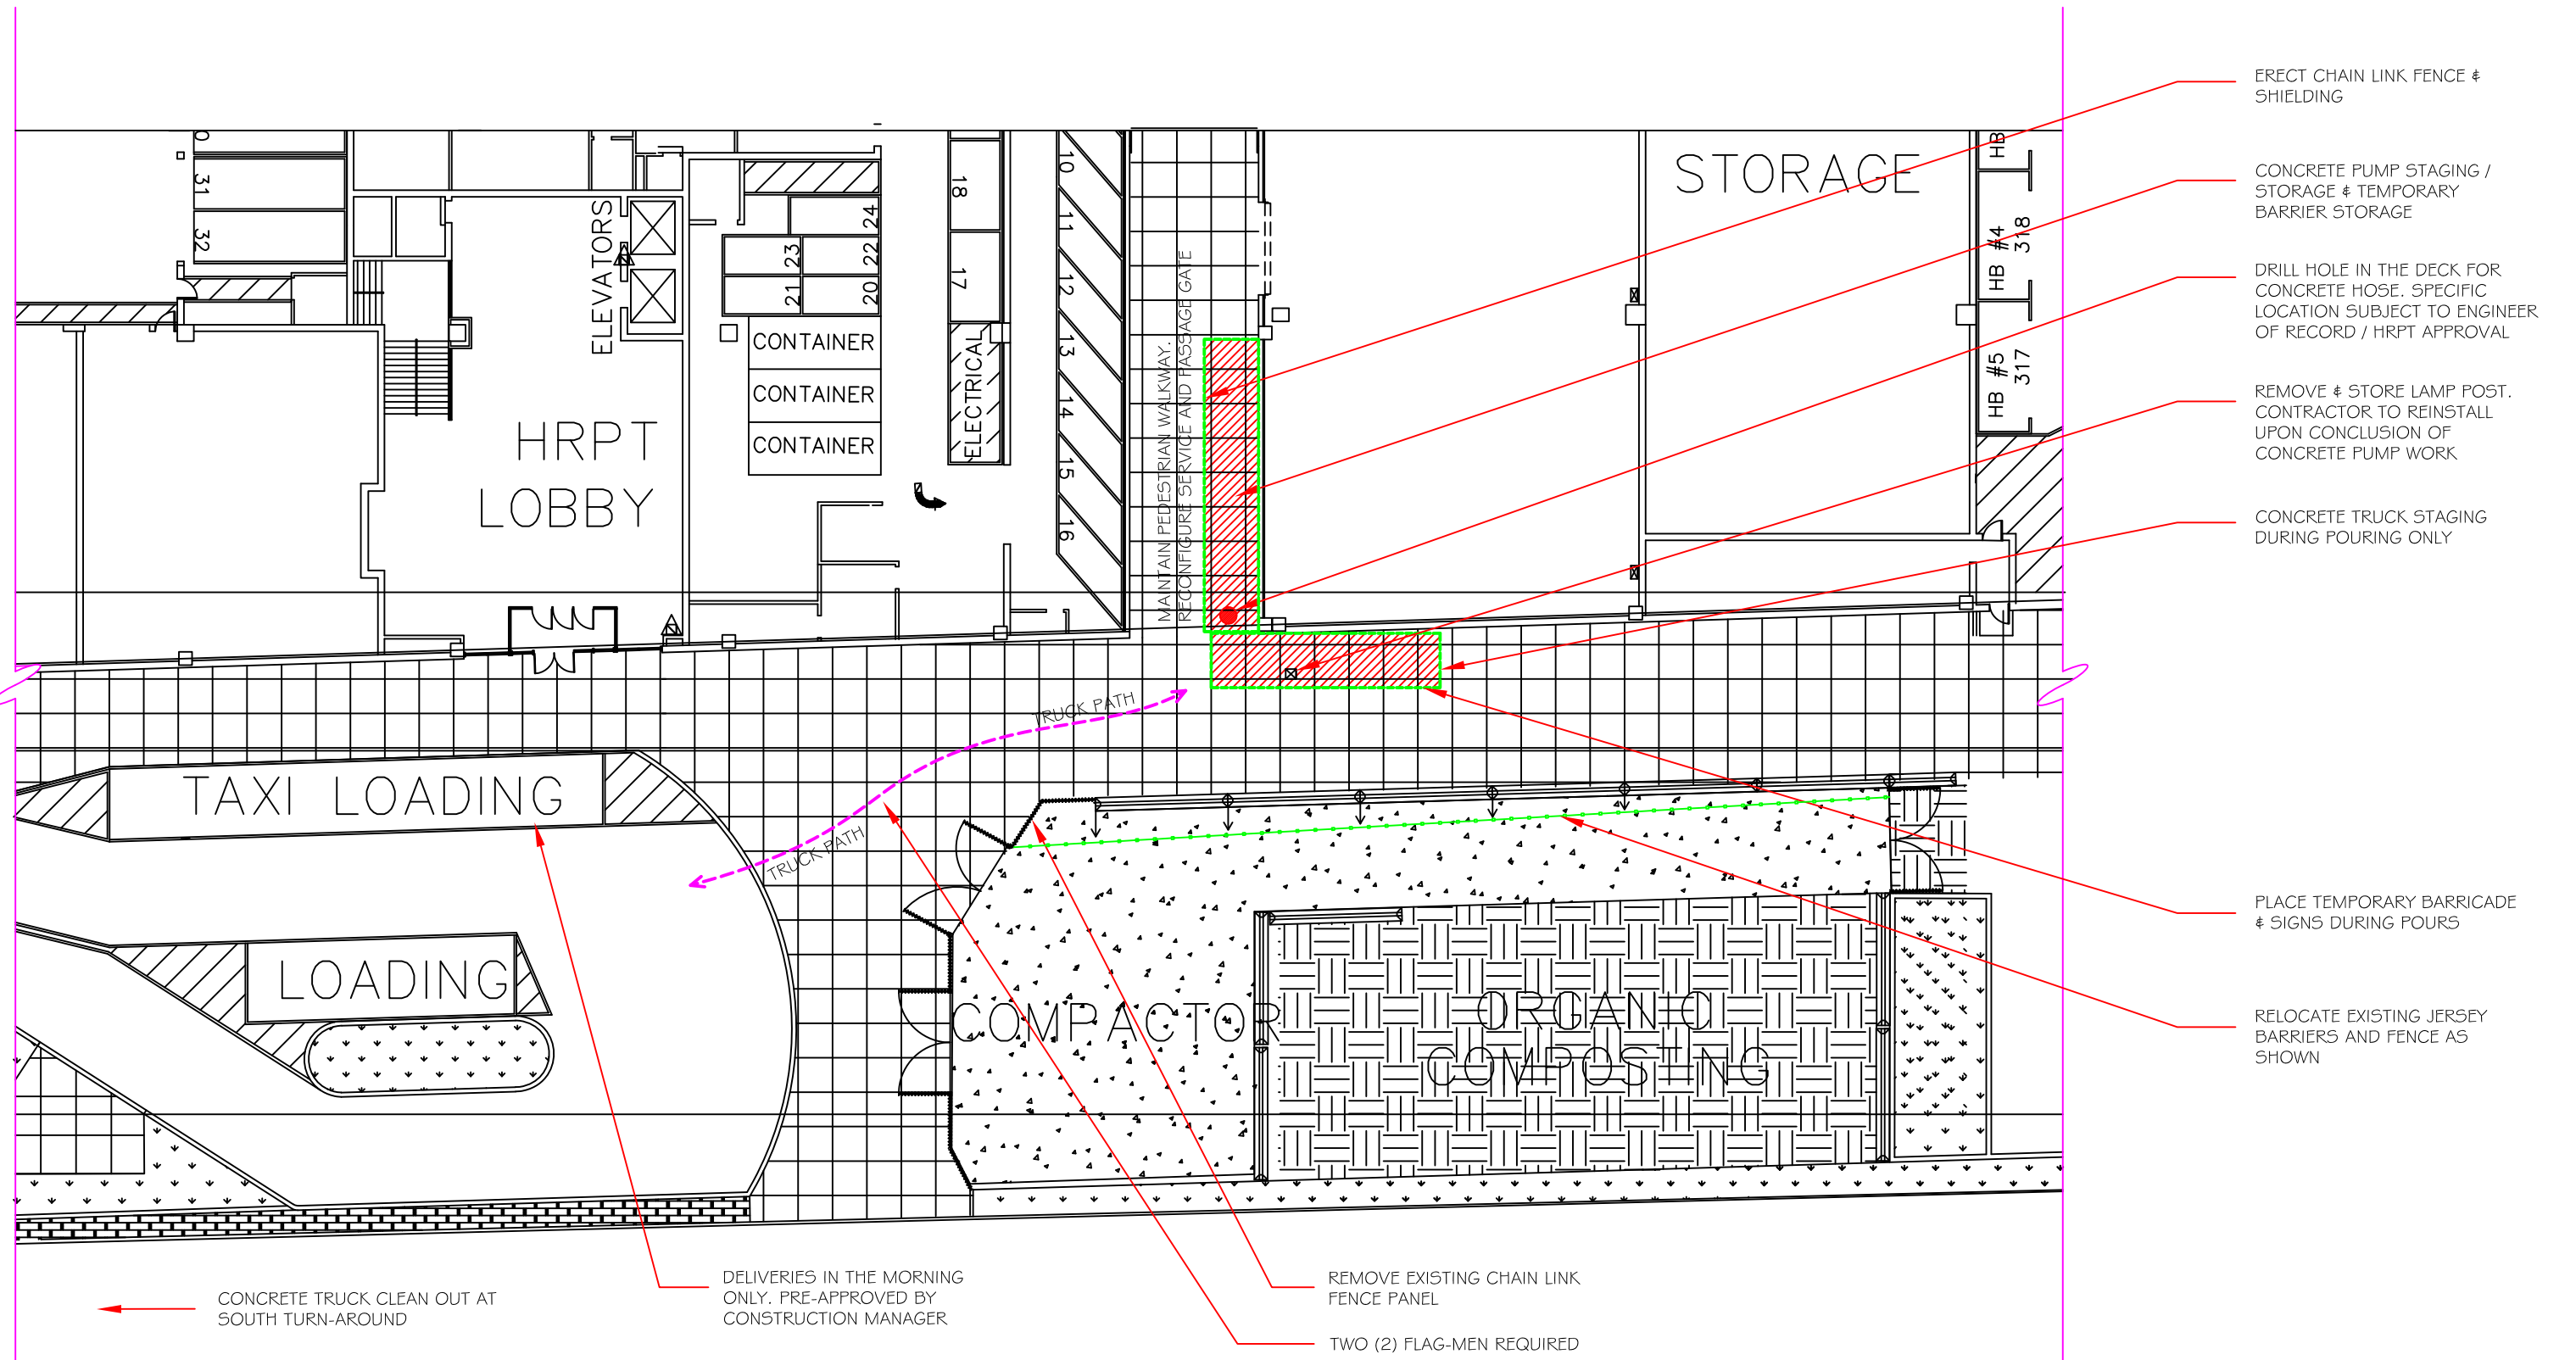 ERECT CHAIN LINK FENCE &
SHIELDING
CONCRETE PUMP STAGING /
STORAGE & TEMPORARY
BARRIER STORAGE
DRILL HOLE IN THE DECK FOR
CONCRETE HOSE. SPECIFIC
LOCATION SUBJECT TO ENGINEER
OF RECORD / HRPT APPROVAL
REMOVE & STORE LAMP POST.
CONTRACTOR TO REINSTALL
UPON CONCLUSION OF
CONCRETE PUMP WORK
CONCRETE TRUCK STAGING
DURING POURING ONLY
PLACE TEMPORARY BARRICADE
& SIGNS DURING POURS
RELOCATE EXISTING JERSEY
BARRIERS AND FENCE AS
SHOWN
31
32
ELEVATORS
HRPT
LOBBY
24
23
22
21
20
CONTAINER
CONTAINER
CONTAINER
18
17
ELECTRICAL
10
11
12
13
14
15
16
MAINTAIN PEDESTRIAN WALKWAY.
RECONFIGURE SERVICE AND PASSAGE GATE
STORAGE
HB
HB #4
318
HB #5
317
TRUCK PATH
TRUCK PATH
TAXI LOADING
LOADING
COMPACTOR
ORGANIC
COMPOSTING
CONCRETE TRUCK CLEAN OUT AT
SOUTH TURN-AROUND
DELIVERIES IN THE MORNING
ONLY. PRE-APPROVED BY
CONSTRUCTION MANAGER
REMOVE EXISTING CHAIN LINK
FENCE PANEL
TWO (2) FLAG-MEN REQUIRED